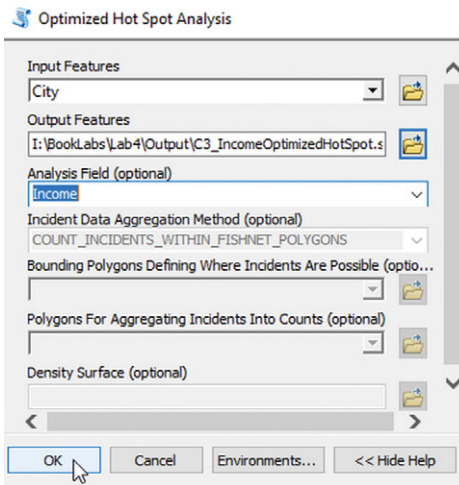 Optimized Hot Spot Analysis
Input Features
City
Output Features
I:\BookLabs\Lab4\Output\C3_IncomeOptimizedHotSpot.s
Analysis Field (optional)
Income
Incident Data Aggregation Method (optional)
COUNT_INCIDENTS_WITHIN_FISHNET_POLYGONS
Bounding Polygons Defining Where Incidents Are Possible (optio...
Polygons For Aggregating Incidents Into Counts (optional)
Density Surface (optional)
OK Cancel Environments... << Hide Help